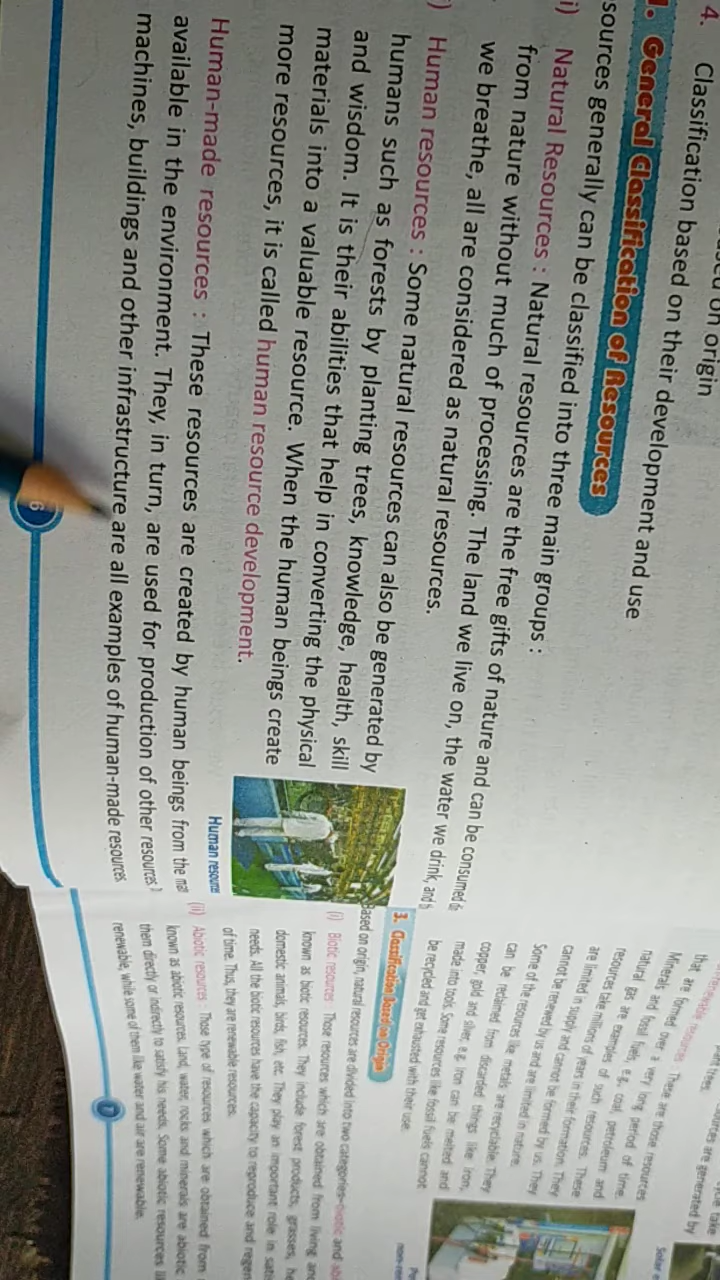 on origin
4. Classification based on their development and use
1. General Classification of Resources
sources generally can be classified into three main groups :
i) Natural Resources : Natural resources are the free gifts of nature and can be consumed
from nature without much of processing. The land we live on, the water we drink, and
we breathe, all are considered as natural resources.
) Human resources : Some natural resources can also be generated by
humans such as forests by planting trees, knowledge, health, skill
and wisdom. It is their abilities that help in converting the physical
materials into a valuable resource. When the human beings create
more resources, it is called human resource development.
Human resource
Human-made resources : These resources are created by human beings from the
available in the environment. They, in turn, are used for production of other resources
machines, buildings and other infrastructure are all examples of human-made resources
6
that are formed over a very long period of time.
Minerals and fossil fuels, e.g. coal, petroleum and
natural gas are examples of such resources. These
resources take millions of years in their formation. They
are limited in supply and cannot be formed by us. They
cannot be renewed by us and are limited in nature.
Some of the resources like metals are recyclable. They
can be reclaimed from discarded things like iron,
copper, gold and silver, e.g. iron can be melted and
made into tools. Some resources like fossil fuels cannot
be recycled and get exhausted with their use.
3. Classification Based on Origin
Based on origin, natural resources are divided into two categories–biotic and
(i) Biotic resources : Those resources which are obtained from living and
known as biotic resources. They include forest products, grasses,
domestic animals, birds, fish, etc. They play an important role in
needs. All the biotic resources have the capacity to reproduce and
of time. Thus, they are renewable resources.
(ii) Abiotic resources : Those type of resources which are obtained from
known as abiotic resources. Land, water, rocks and minerals are abiotic
them directly or indirectly to satisfy his needs. Some abiotic resources
renewable, while some of them like water and air are renewable.
7